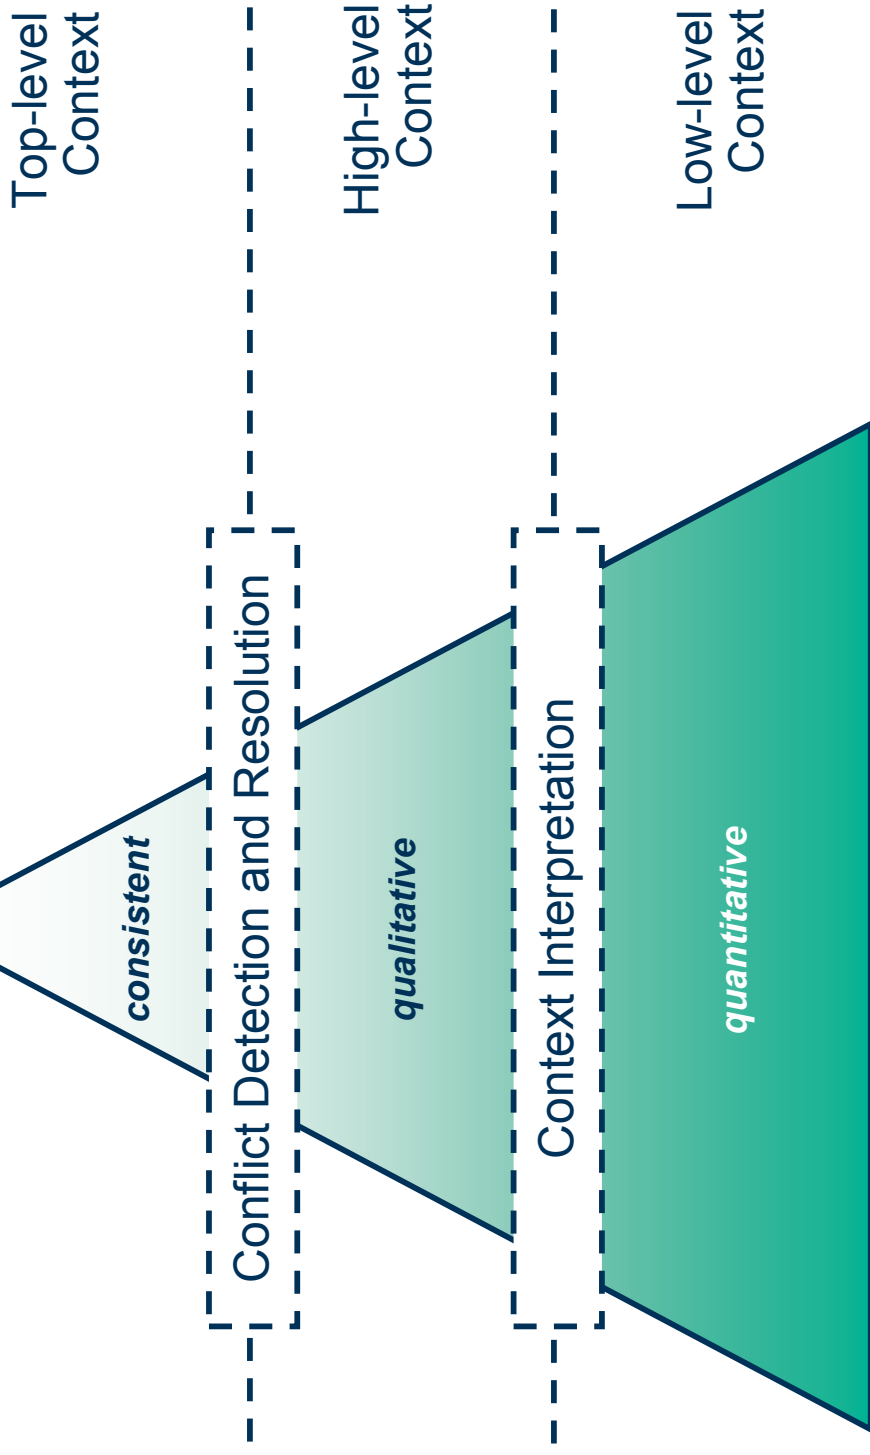 Top-level
Context
consistent
Conflict Detection and Resolution
High-level
Context
qualitative
Context Interpretation
Low-level
Context
quantitative